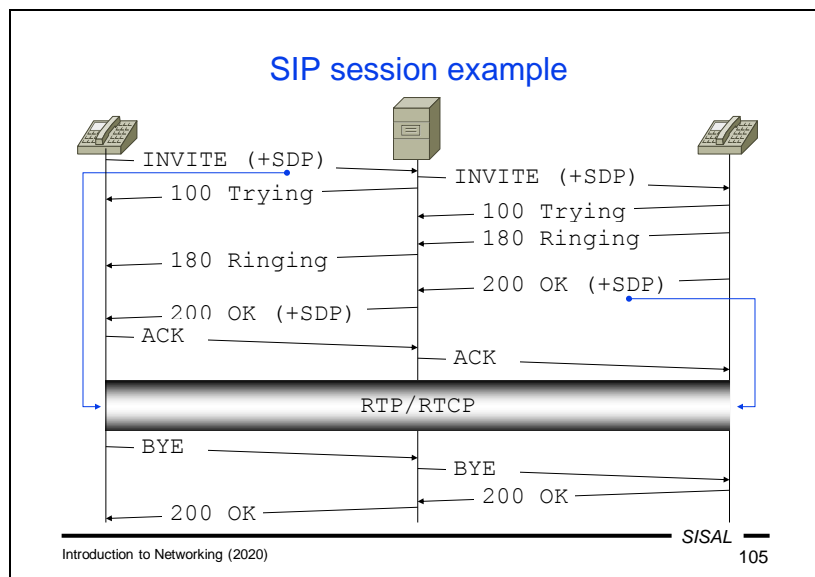 SIP session example
INVITE (+SDP)
INVITE (+SDP)
100 Trying
100 Trying
180 Ringing
180 Ringing
200 OK (+SDP)
200 OK (+SDP)
ACK
ACK
RTP/RTCP
BYE
BYE
200 OK
200 OK
SISAL
Introduction to Networking (2020)
105